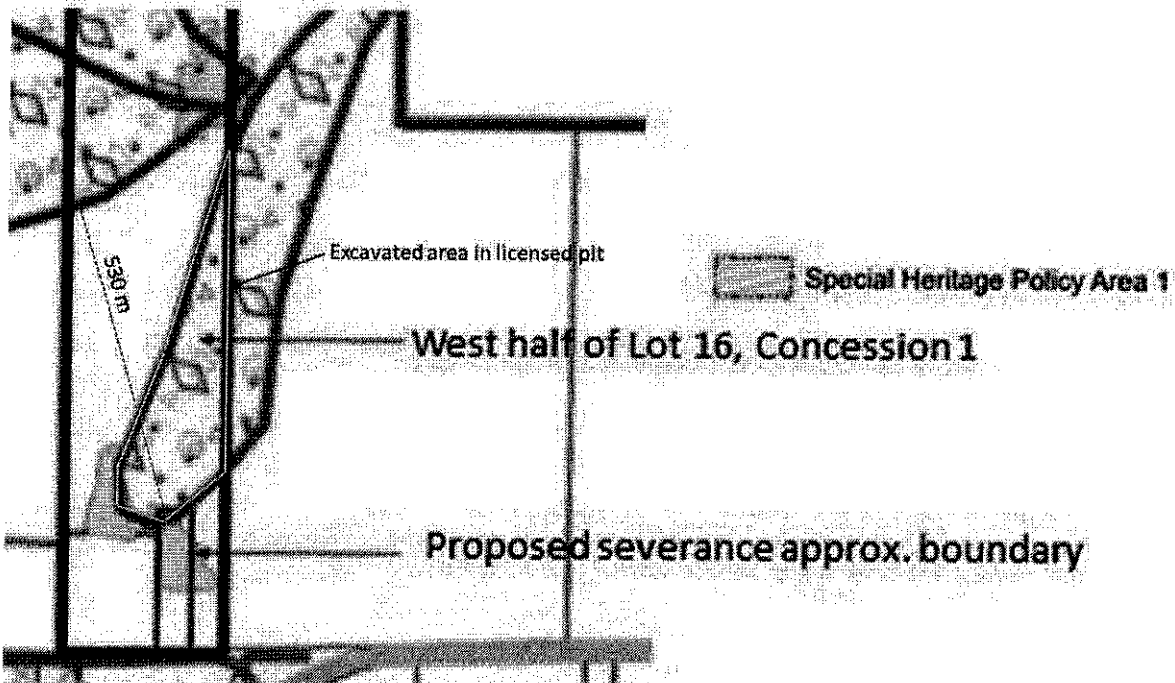 Excavated area in licensed pit
530 m
Special Heritage Policy Area 1
West half of Lot 16, Concession 1
Proposed severance approx. boundary